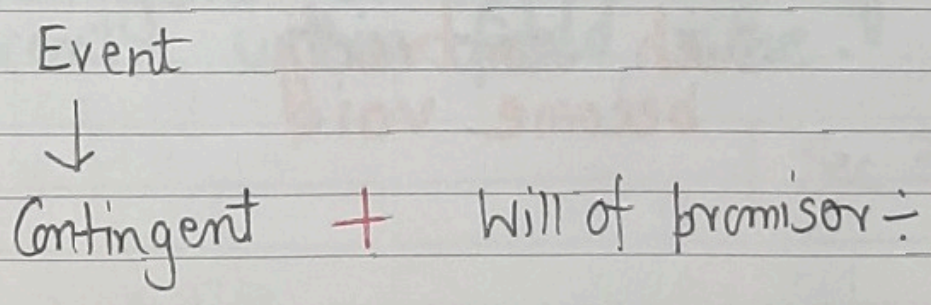 Event
↓
Contingent + Will of promisor ÷